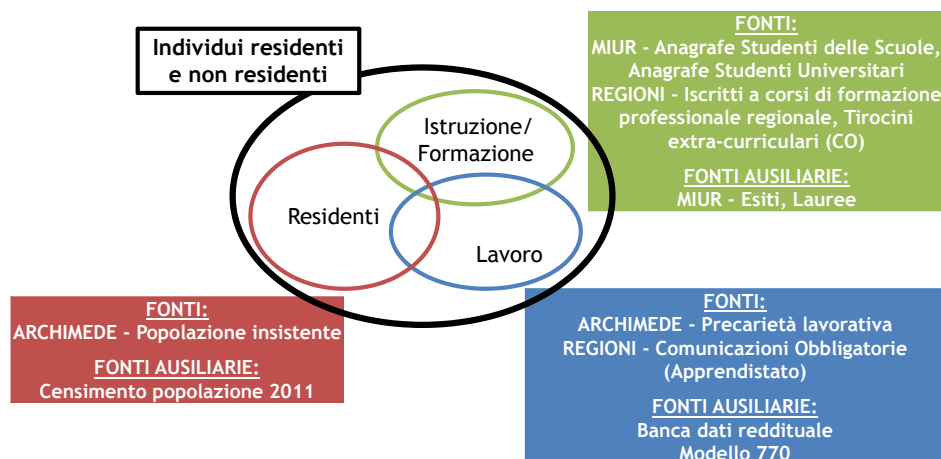 Individui residenti
e non residenti
Istruzione/
Formazione
Residenti
Lavoro
FONTI:
MIUR - Anagrafe Studenti delle Scuole,
Anagrafe Studenti Universitari
REGIONI - Iscritti a corsi di formazione
professionale regionale, Tirocini
extra-curriculari (CO)
FONTI AUSILIARIE:
MIUR - Esiti, Lauree
FONTI:
ARCHIMEDE - Popolazione insistente
FONTI AUSILIARIE:
Censimento popolazione 2011
FONTI:
ARCHIMEDE - Precarietà lavorativa
REGIONI - Comunicazioni Obbligatorie
(Apprendistato)
FONTI AUSILIARIE:
Banca dati reddituale
Modello 770